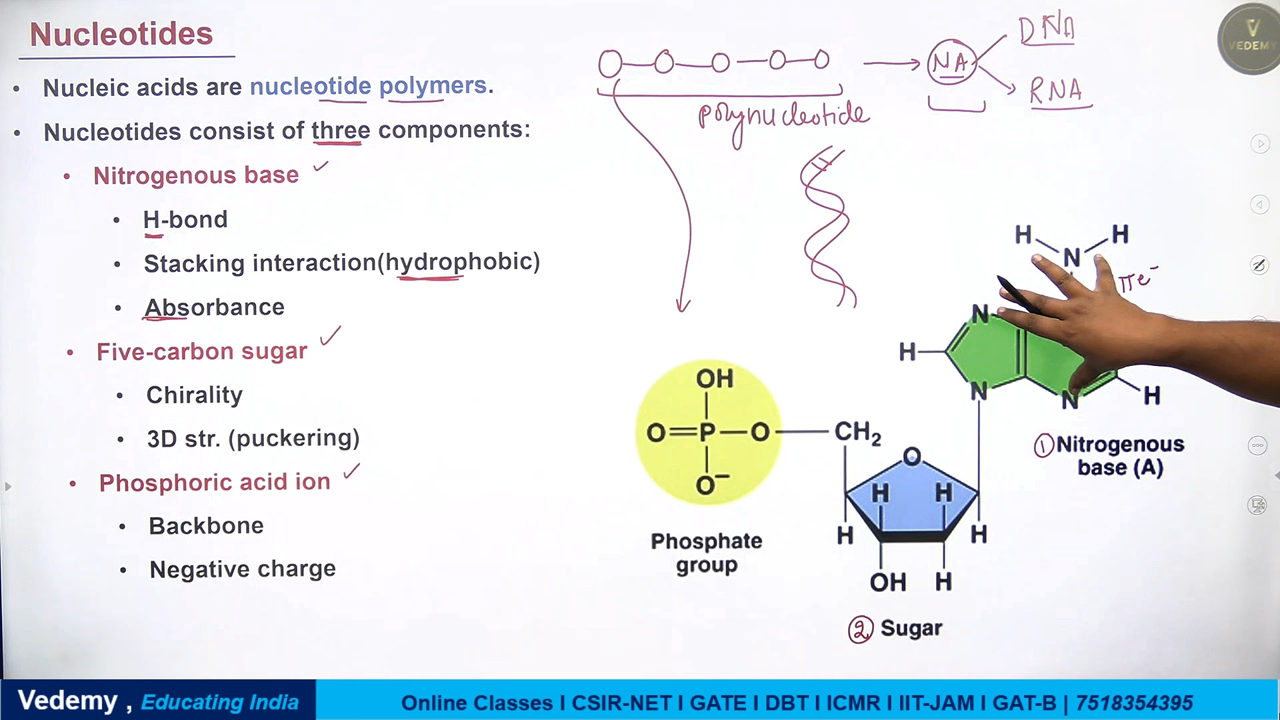 Nucleotides
• Nucleic acids are nucleotide polymers.
• Nucleotides consist of three components:
• Nitrogenous base ✓
• H-bond
• Stacking interaction(hydrophobic)
• Absorbance
• Five-carbon sugar ✓
• Chirality
• 3D str. (puckering)
• Phosphoric acid ion ✓
• Backbone
• Negative charge
polynucleotide
NA
DNA
RNA
V
VEDEMY
H H
N
πe⁻
N
H
N N H
OH
O=P—O CH₂
O⁻
O
H H
H H
OH H
Phosphate
group
① Nitrogenous
base (A)
② Sugar
Vedemy , Educating India
Online Classes I CSIR-NET I GATE I DBT I ICMR I IIT-JAM I GAT-B | 7518354395